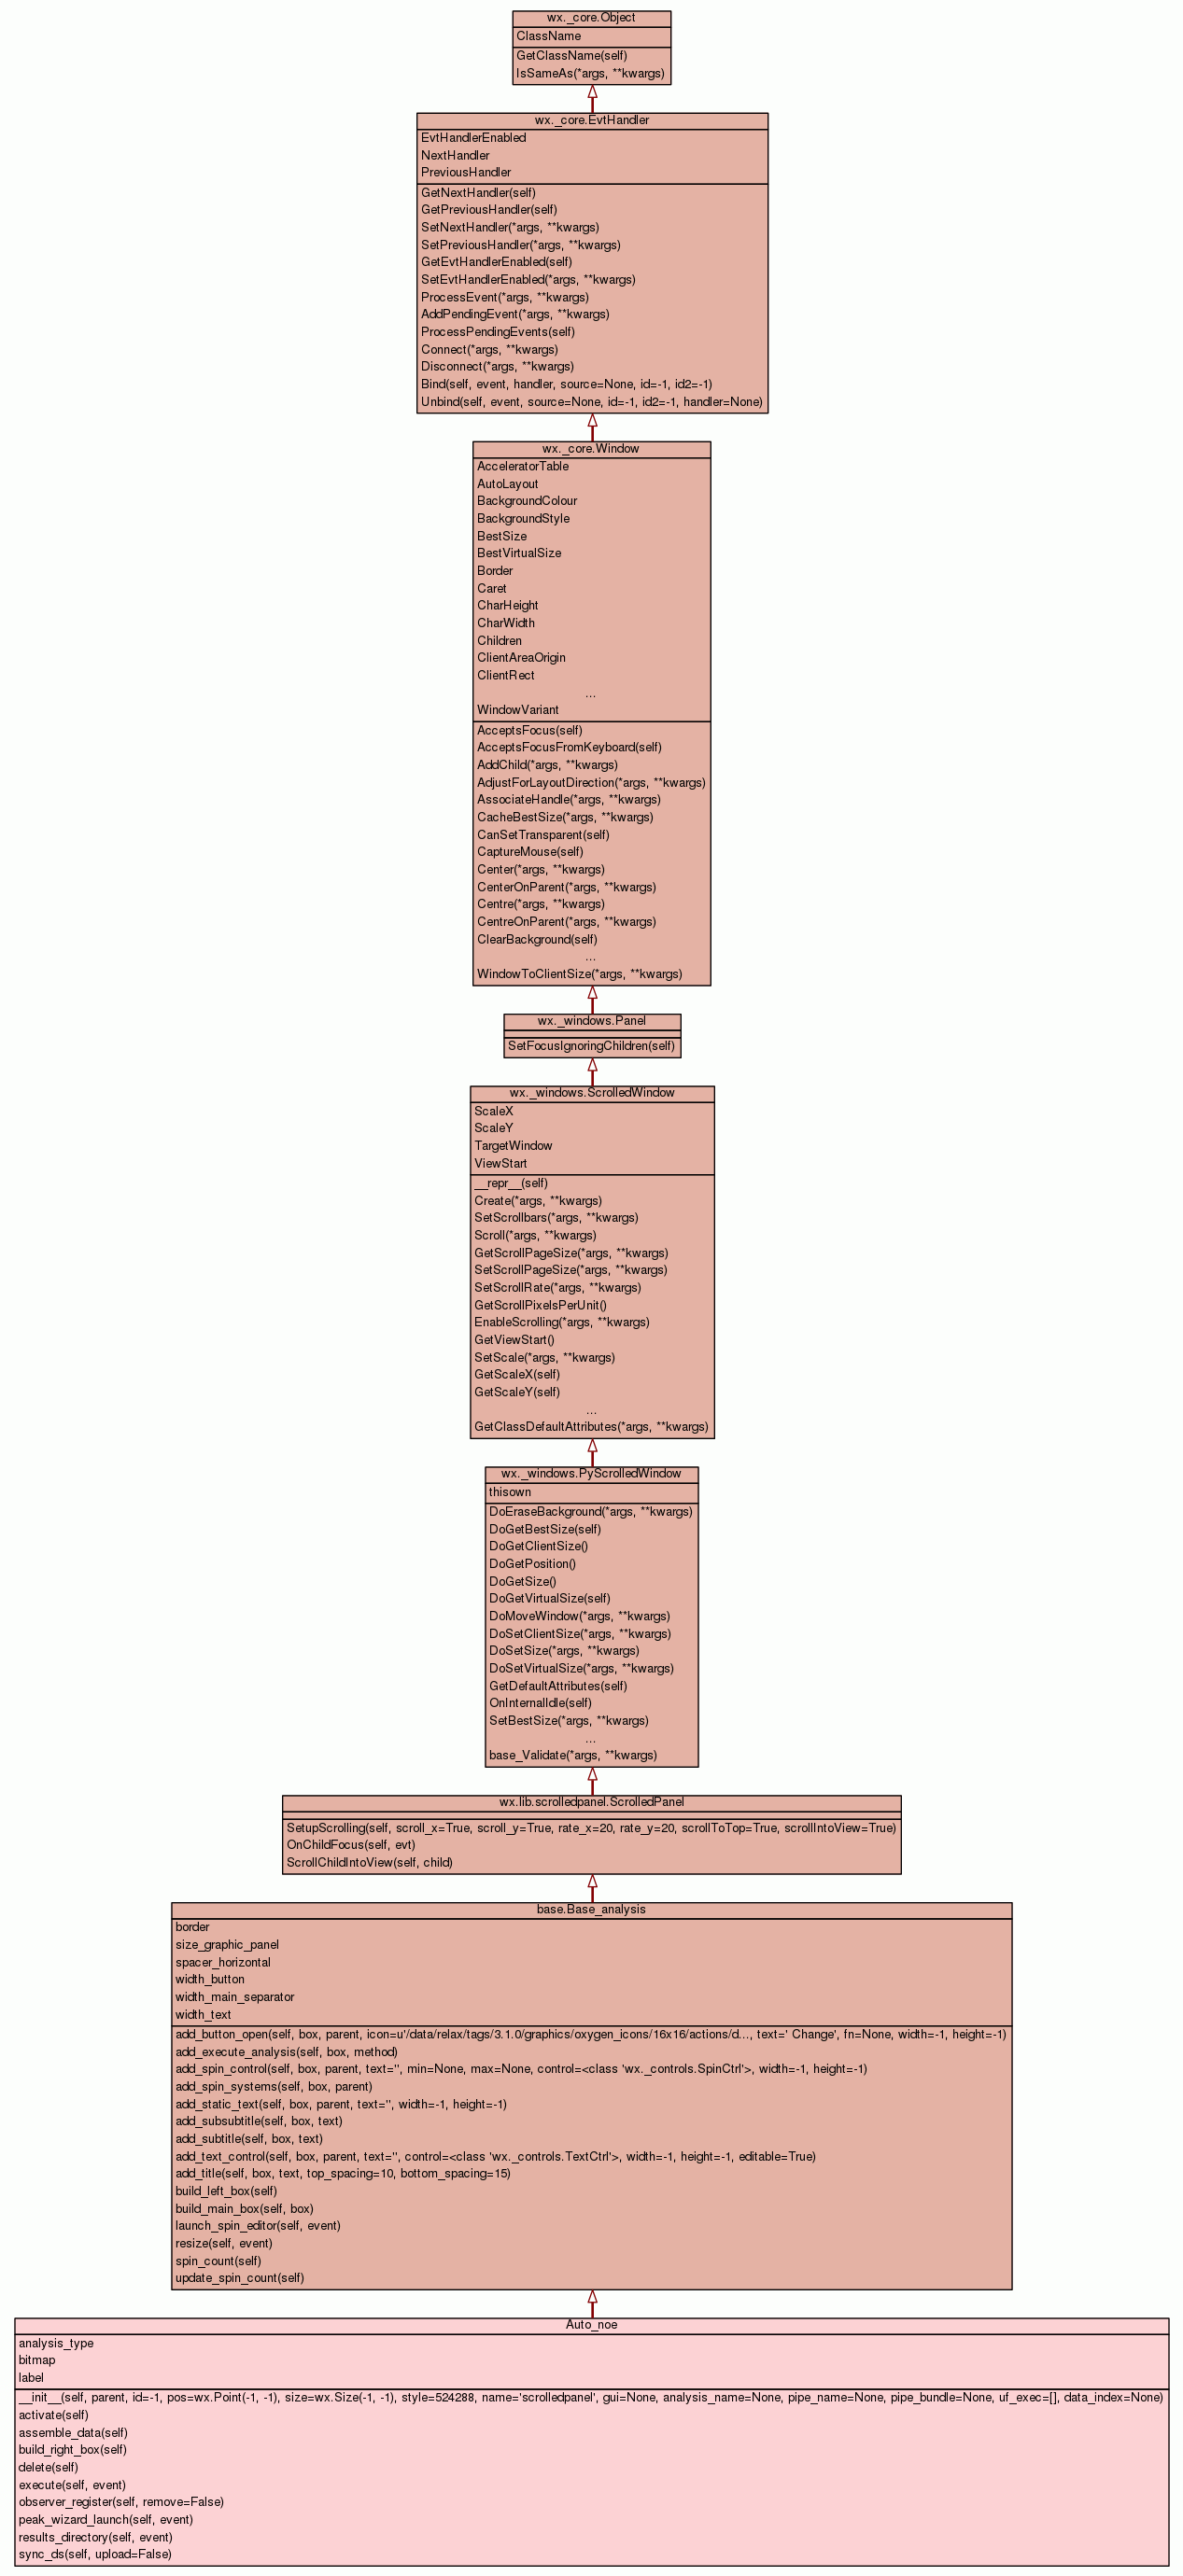 wx._core.Object
ClassName
GetClassName(self)
IsSameAs(*args, **kwargs)
wx._core.EvtHandler
EvtHandlerEnabled
NextHandler
PreviousHandler
GetNextHandler(self)
GetPreviousHandler(self)
SetNextHandler(*args, **kwargs)
SetPreviousHandler(*args, **kwargs)
GetEvtHandlerEnabled(self)
SetEvtHandlerEnabled(*args, **kwargs)
ProcessEvent(*args, **kwargs)
AddPendingEvent(*args, **kwargs)
ProcessPendingEvents(self)
Connect(*args, **kwargs)
Disconnect(*args, **kwargs)
Bind(self, event, handler, source=None, id=-1, id2=-1)
Unbind(self, event, source=None, id=-1, id2=-1, handler=None)
wx._core.Window
AcceleratorTable
AutoLayout
BackgroundColour
BackgroundStyle
BestSize
BestVirtualSize
Border
Caret
CharHeight
CharWidth
Children
ClientAreaOrigin
ClientRect
...
WindowVariant
AcceptsFocus(self)
AcceptsFocusFromKeyboard(self)
AddChild(*args, **kwargs)
AdjustForLayoutDirection(*args, **kwargs)
AssociateHandle(*args, **kwargs)
CacheBestSize(*args, **kwargs)
CanSetTransparent(self)
CaptureMouse(self)
Center(*args, **kwargs)
CenterOnParent(*args, **kwargs)
Centre(*args, **kwargs)
CentreOnParent(*args, **kwargs)
ClearBackground(self)
...
WindowToClientSize(*args, **kwargs)
wx._windows.Panel
SetFocusIgnoringChildren(self)
wx._windows.ScrolledWindow
ScaleX
ScaleY
TargetWindow
ViewStart
__repr__(self)
Create(*args, **kwargs)
SetScrollbars(*args, **kwargs)
Scroll(*args, **kwargs)
GetScrollPageSize(*args, **kwargs)
SetScrollPageSize(*args, **kwargs)
SetScrollRate(*args, **kwargs)
GetScrollPixelsPerUnit()
EnableScrolling(*args, **kwargs)
GetViewStart()
SetScale(*args, **kwargs)
GetScaleX(self)
GetScaleY(self)
...
GetClassDefaultAttributes(*args, **kwargs)
wx._windows.PyScrolledWindow
thisown
DoEraseBackground(*args, **kwargs)
DoGetBestSize(self)
DoGetClientSize()
DoGetPosition()
DoGetSize()
DoGetVirtualSize(self)
DoMoveWindow(*args, **kwargs)
DoSetClientSize(*args, **kwargs)
DoSetSize(*args, **kwargs)
DoSetVirtualSize(*args, **kwargs)
GetDefaultAttributes(self)
OnInternalIdle(self)
SetBestSize(*args, **kwargs)
...
base_Validate(*args, **kwargs)
wx.lib.scrolledpanel.ScrolledPanel
SetupScrolling(self, scroll_x=True, scroll_y=True, rate_x=20, rate_y=20, scrollToTop=True, scrollIntoView=True)
OnChildFocus(self, evt)
ScrollChildIntoView(self, child)
base.Base_analysis
border
size_graphic_panel
spacer_horizontal
width_button
width_main_separator
width_text
add_button_open(self, box, parent, icon=u'/data/relax/tags/3.1.0/graphics/oxygen_icons/16x16/actions/d..., text=' Change', fn=None, width=-1, height=-1)
add_execute_analysis(self, box, method)
add_spin_control(self, box, parent, text='', min=None, max=None, control=<class 'wx._controls.SpinCtrl'>, width=-1, height=-1)
add_spin_systems(self, box, parent)
add_static_text(self, box, parent, text='', width=-1, height=-1)
add_subsubtitle(self, box, text)
add_subtitle(self, box, text)
add_text_control(self, box, parent, text='', control=<class 'wx._controls.TextCtrl'>, width=-1, height=-1, editable=True)
add_title(self, box, text, top_spacing=10, bottom_spacing=15)
build_left_box(self)
build_main_box(self, box)
launch_spin_editor(self, event)
resize(self, event)
spin_count(self)
update_spin_count(self)
Auto_noe
analysis_type
bitmap
label
__init__(self, parent, id=-1, pos=wx.Point(-1, -1), size=wx.Size(-1, -1), style=524288, name='scrolledpanel', gui=None, analysis_name=None, pipe_name=None, pipe_bundle=None, uf_exec=[], data_index=None)
activate(self)
assemble_data(self)
build_right_box(self)
delete(self)
execute(self, event)
observer_register(self, remove=False)
peak_wizard_launch(self, event)
results_directory(self, event)
sync_ds(self, upload=False)